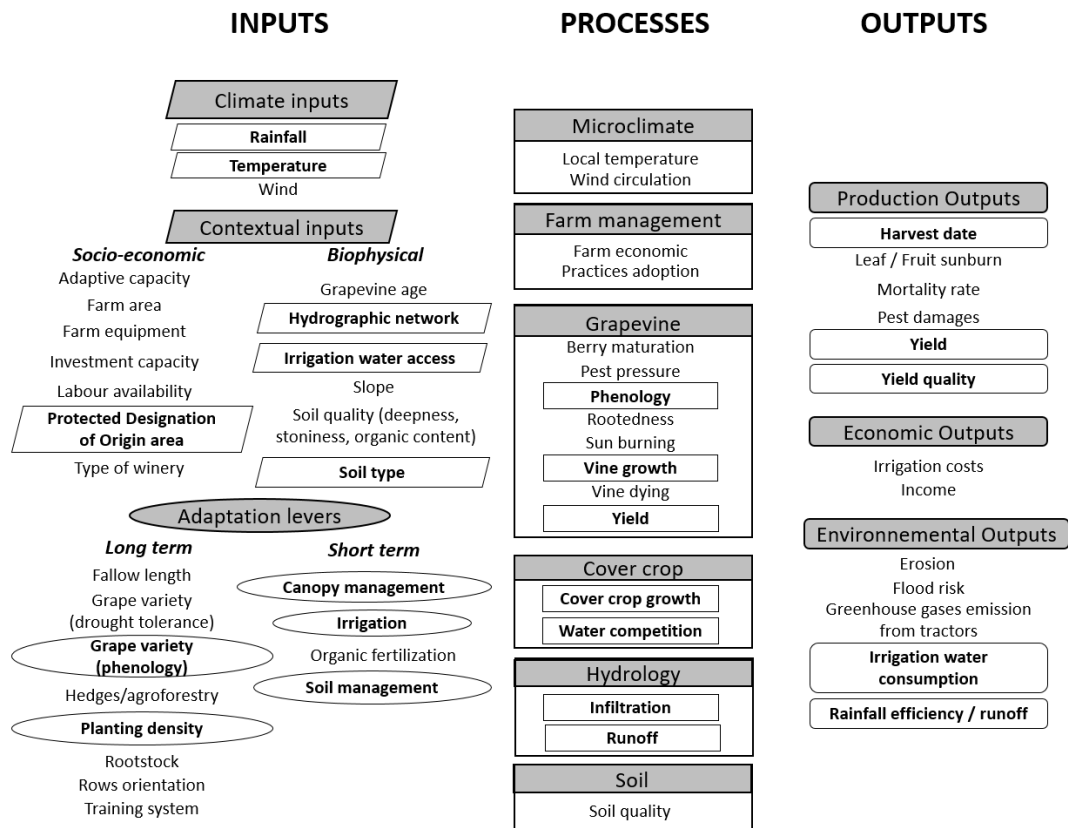 INPUTS
Climate inputs
Rainfall
Temperature
Wind
Contextual inputs
Socio-economic
Adaptive capacity
Farm area
Farm equipment
Investment capacity
Labour availability
Protected Designation
of Origin area
Type of winery
Biophysical
Grapevine age
Hydrographic network
Irrigation water access
Slope
Soil quality (deepness,
stoniness, organic content)
Soil type
Adaptation levers
Long term
Fallow length
Grape variety
(drought tolerance)
Grape variety
(phenology)
Hedges/agroforestry
Planting density
Rootstock
Rows orientation
Training system
Short term
Canopy management
Irrigation
Organic fertilization
Soil management
PROCESSES
Microclimate
Local temperature
Wind circulation
Farm management
Farm economic
Practices adoption
Grapevine
Berry maturation
Pest pressure
Phenology
Rootedness
Sun burning
Vine growth
Vine dying
Yield
Cover crop
Cover crop growth
Water competition
Hydrology
Infiltration
Runoff
Soil
Soil quality
OUTPUTS
Production Outputs
Harvest date
Leaf / Fruit sunburn
Mortality rate
Pest damages
Yield
Yield quality
Economic Outputs
Irrigation costs
Income
Environnemental Outputs
Erosion
Flood risk
Greenhouse gases emission
from tractors
Irrigation water
consumption
Rainfall efficiency / runoff